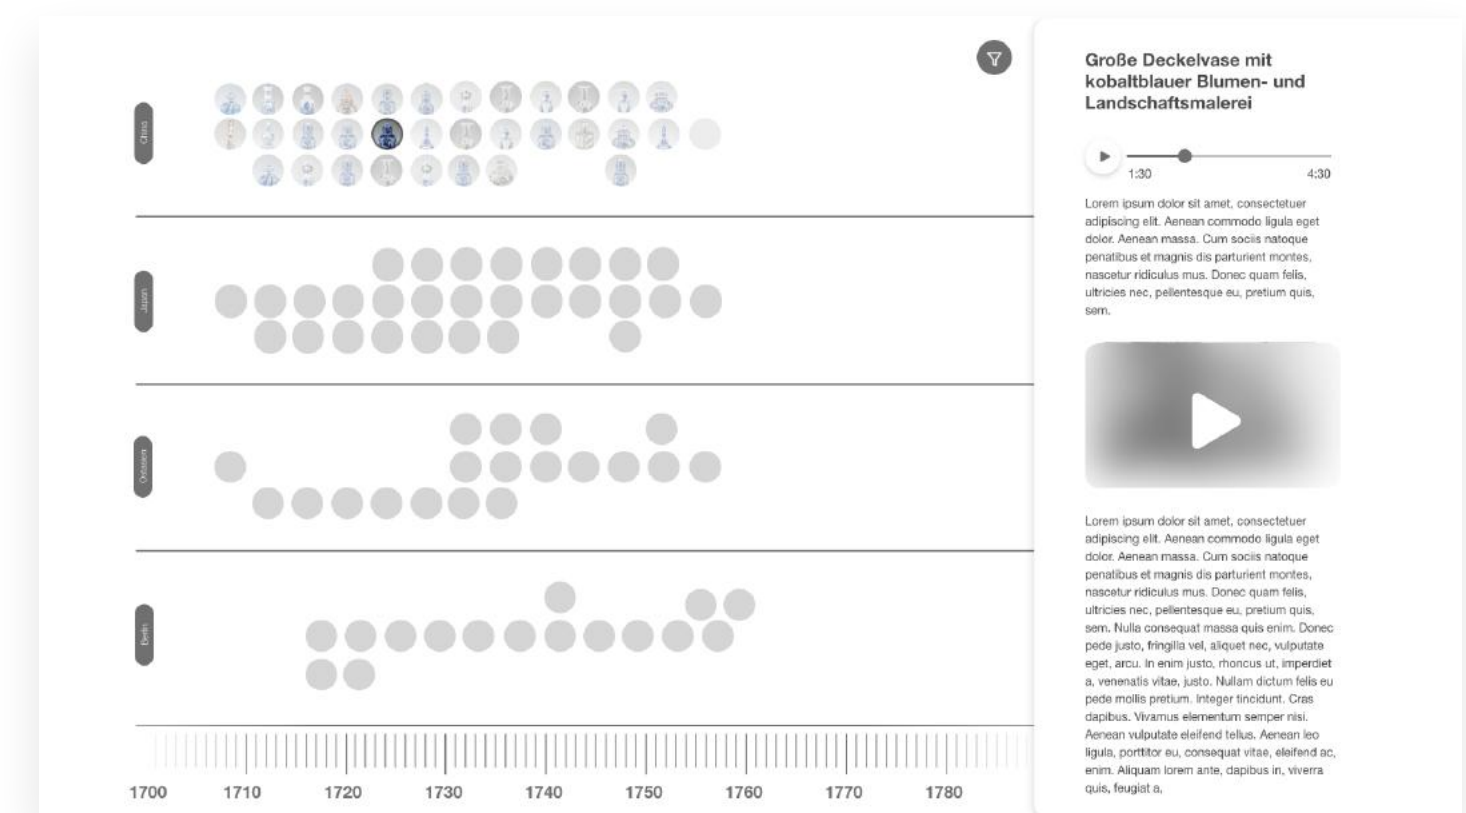 China
Japan
Ostasien
Berlin
1700 1710 1720 1730 1740 1750 1760 1770 1780
Große Deckelvase mit
kobaltblauer Blumen- und
Landschaftsmalerei
1:30 4:30
Lorem ipsum dolor sit amet, consectetuer
adipiscing elit. Aenean commodo ligula eget
dolor. Aenean massa. Cum sociis natoque
penatibus et magnis dis parturient montes,
nascetur ridiculus mus. Donec quam felis,
ultricies nec, pellentesque eu, pretium quis,
sem.
Lorem ipsum dolor sit amet, consectetuer
adipiscing elit. Aenean commodo ligula eget
dolor. Aenean massa. Cum sociis natoque
penatibus et magnis dis parturient montes,
nascetur ridiculus mus. Donec quam felis,
ultricies nec, pellentesque eu, pretium quis,
sem. Nulla consequat massa quis enim. Donec
pede justo, fringilla vel, aliquet nec, vulputate
eget, arcu. In enim justo, rhoncus ut, imperdiet
a, venenatis vitae, justo. Nullam dictum felis eu
pede mollis pretium. Integer tincidunt. Cras
dapibus. Vivamus elementum semper nisi.
Aenean vulputate eleifend tellus. Aenean leo
ligula, porttitor eu, consequat vitae, eleifend ac,
enim. Aliquam lorem ante, dapibus in, viverra
quis, feugiat a,